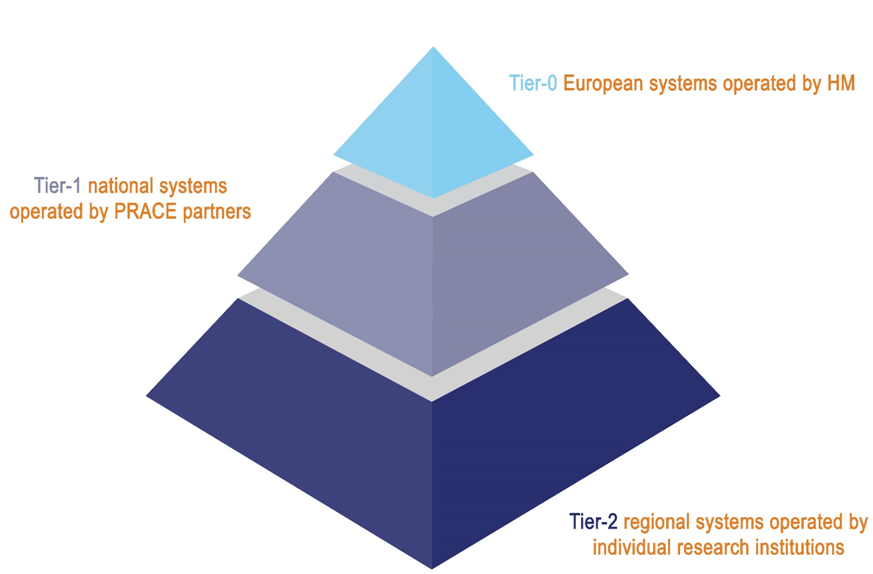 Tier-0 European systems operated by HM
Tier-1 national systems
operated by PRACE partners
Tier-2 regional systems operated by
individual research institutions